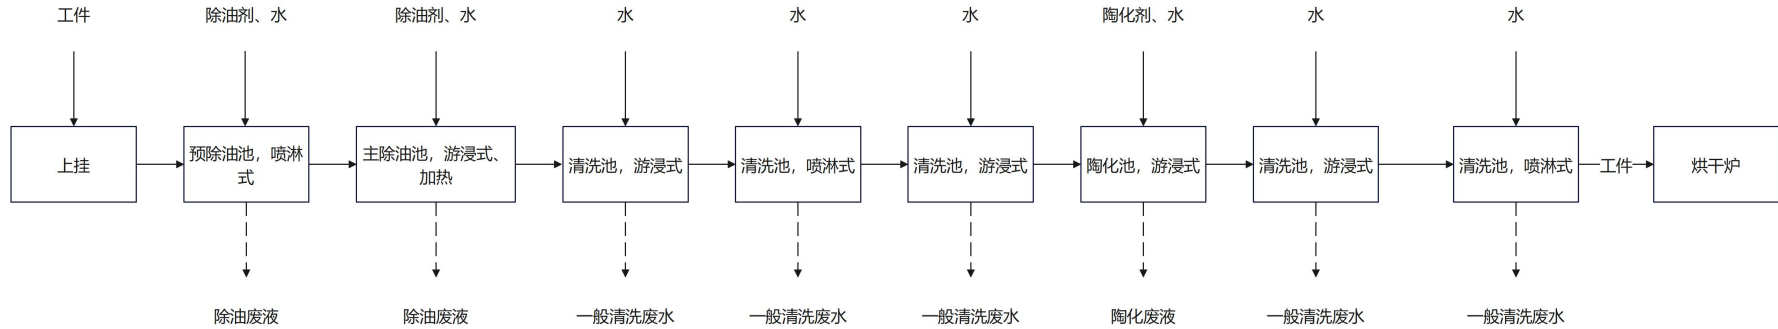 工件
除油剂、水
除油剂、水
水
水
水
陶化剂、水
水
水
上挂
预除油池，喷淋
式
主除油池，游浸式、
加热
清洗池，游浸式
清洗池，喷淋式
清洗池，游浸式
陶化池，游浸式
清洗池，游浸式
清洗池，喷淋式
工件
烘干炉
除油废液
除油废液
一般清洗废水
一般清洗废水
一般清洗废水
陶化废液
一般清洗废水
一般清洗废水